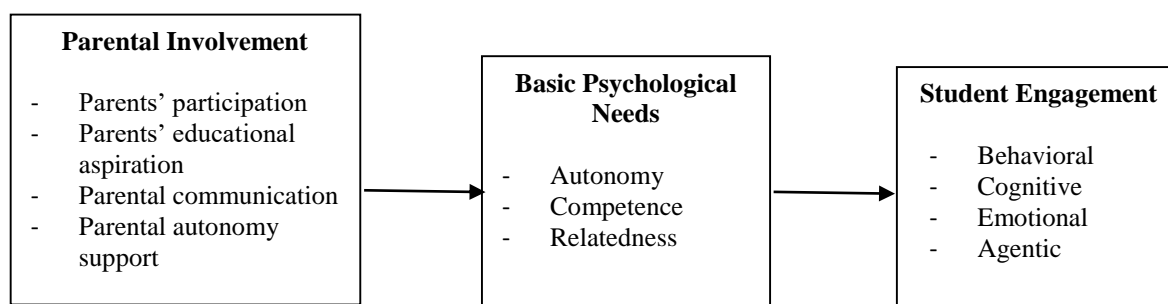 Parental Involvement
- Parents’ participation
- Parents’ educational
aspiration
- Parental communication
- Parental autonomy
support
Basic Psychological
Needs
- Autonomy
- Competence
- Relatedness
Student Engagement
- Behavioral
- Cognitive
- Emotional
- Agentic